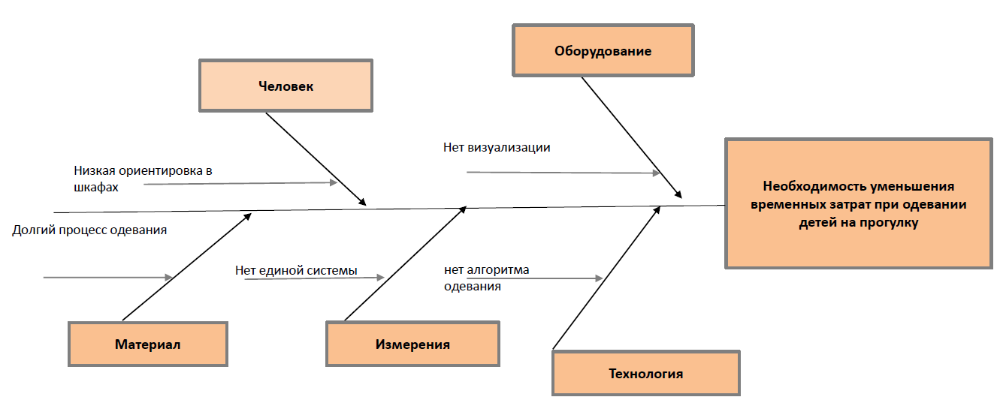 Оборудование
Человек
Нет визуализации
Низкая ориентировка в
шкафах
Необходимость уменьшения
временных затрат при одевании
детей на прогулку
Долгий процесс одевания
Нет единой системы
нет алгоритма
одевания
Материал
Измерения
Технология